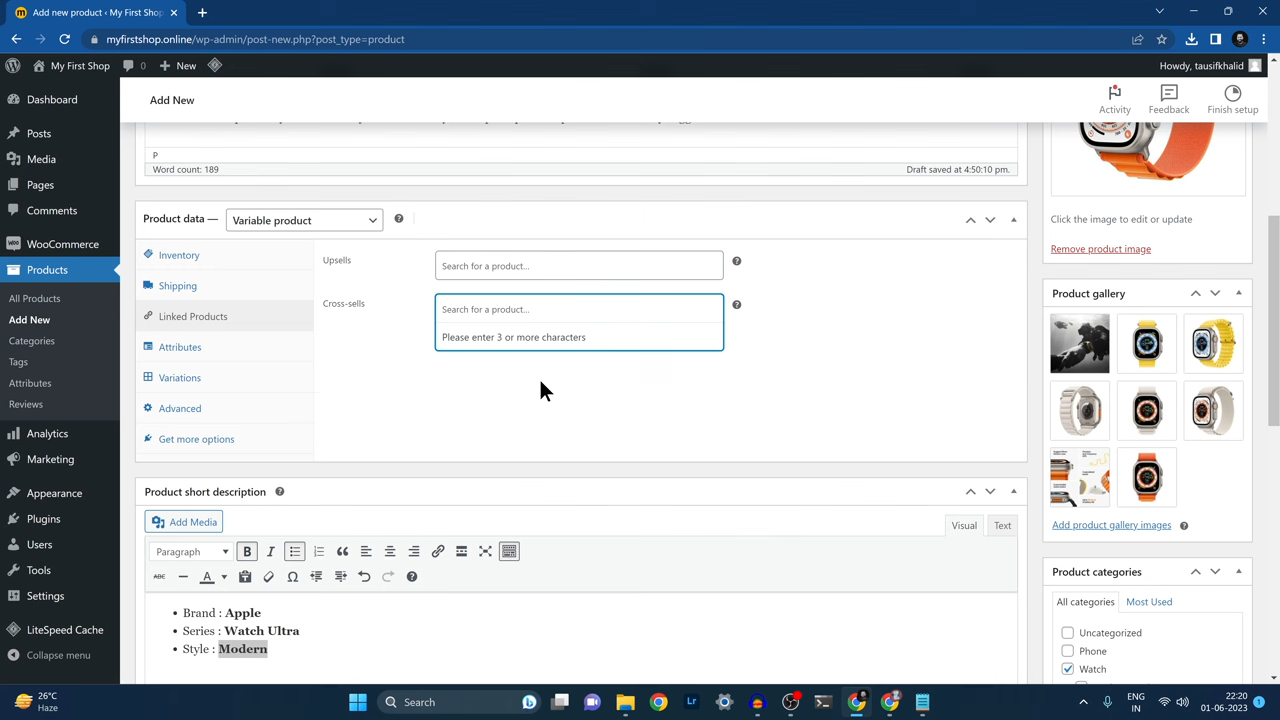 Add new product ‹ My First Shop
myfirstshop.online/wp-admin/post-new.php?post_type=product
My First Shop
0
New
Howdy, tausifkhalid
Dashboard
Posts
Media
Pages
Comments
WooCommerce
Products
All Products
Add New
Categories
Tags
Attributes
Reviews
Analytics
Marketing
Appearance
Plugins
Users
Tools
Settings
LiteSpeed Cache
Collapse menu
Add New
Activity
Feedback
Finish setup
P
Word count: 189
Draft saved at 4:50:10 pm.
Product data —
Variable product
Inventory
Shipping
Linked Products
Attributes
Variations
Advanced
Get more options
Upsells
Search for a product…
Cross-sells
Search for a product…
Please enter 3 or more characters
Product short description
Add Media
Visual
Text
Paragraph
B
I
ABC
A
Ω
• Brand : Apple
• Series : Watch Ultra
• Style : Modern
Click the image to edit or update
Remove product image
Product gallery
Add product gallery images
Product categories
All categories
Most Used
Uncategorized
Phone
Watch
26°C
Haze
Search
Lr
ENG
IN
22:20
01-06-2023
1